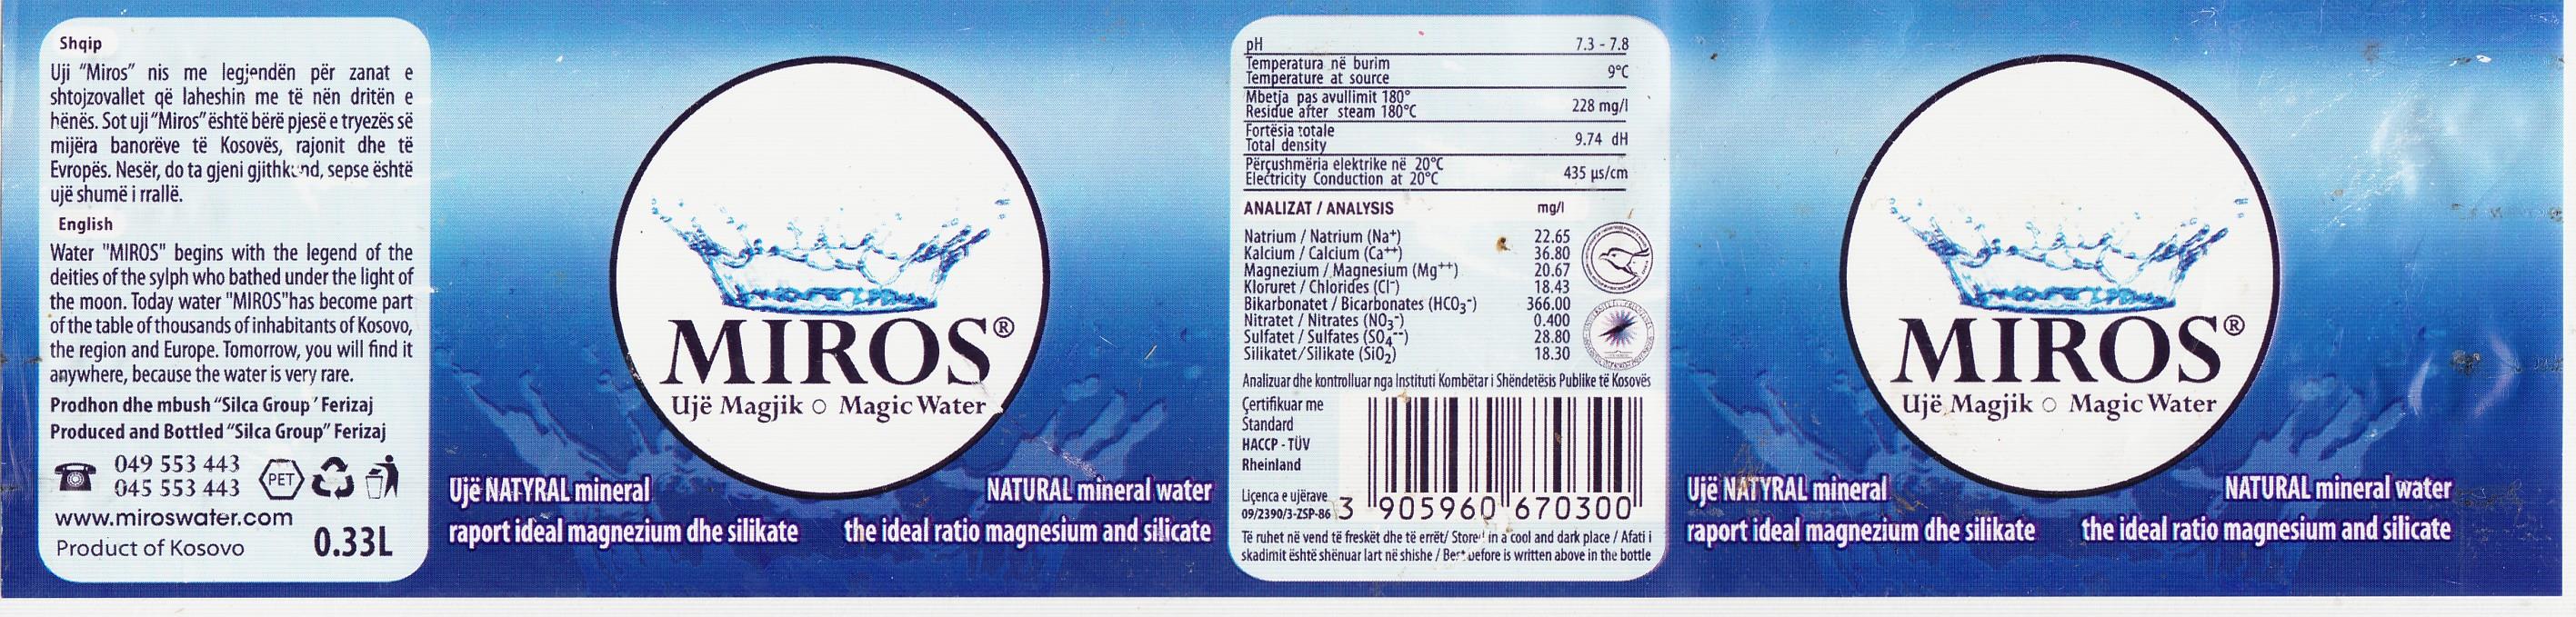 Shqip
Uji "Miros" nis me legjendën për zanat e
shtojzovallet që laheshin me të nën dritën e
hënës. Sot uji "Miros" është bërë pjesë e tryezës së
mijëra banorëve të Kosovës, rajonit dhe të
Evropës. Nesër, do ta gjeni gjithkund, sepse është
ujë shumë i rrallë.
English
Water "MIROS" begins with the legend of the
deities of the sylph who bathed under the light of
the moon. Today water "MIROS"has become part
of the table of thousands of inhabitants of Kosovo,
the region and Europe. Tomorrow, you will find it
anywhere, because the water is very rare.
Prodhon dhe mbush "Silca Group" Ferizaj
Produced and Bottled "Silca Group" Ferizaj
049 553 443
045 553 443
PET
www.miroswater.com
Product of Kosovo
0.33L
MIROS®
Ujë Magjik ○ Magic Water
Ujë NATYRAL mineral
raport ideal magnezium dhe silikate
NATURAL mineral water
the ideal ratio magnesium and silicate
pH 7.3 - 7.8
Temperatura në burim
Temperature at source 9°C
Mbetja pas avullimit 180°
Residue after steam 180°C 228 mg/l
Fortësia totale
Total density 9.74 dH
Përçushmëria elektrike në 20°C
Electricity Conduction at 20°C 435 µs/cm
ANALIZAT / ANALYSIS mg/l
Natrium / Natrium (Na⁺) 22.65
Kalcium / Calcium (Ca⁺⁺) 36.80
Magnezium / Magnesium (Mg⁺⁺) 20.67
Kloruret / Chlorides (Cl⁻) 18.43
Bikarbonatet / Bicarbonates (HCO₃⁻) 366.00
Nitratet / Nitrates (NO₃⁻) 0.400
Sulfatet / Sulfates (SO₄⁻⁻) 28.80
Silikatet/Silikate (SiO₂) 18.30
Analizuar dhe kontrolluar nga Instituti Kombëtar i Shëndetësis Publike të Kosovës
Çertifikuar me
Standard
HACCP - TÜV
Rheinland
Liçenca e ujërave
09/2390/3-ZSP-86
3 905960 670300
Të ruhet në vend të freskët dhe të errët/ Stored in a cool and dark place / Afati i
skadimit është shënuar lart në shishe / Best before is written above in the bottle
MIROS®
Ujë Magjik ○ Magic Water
Ujë NATYRAL mineral
raport ideal magnezium dhe silikate
NATURAL mineral water
the ideal ratio magnesium and silicate